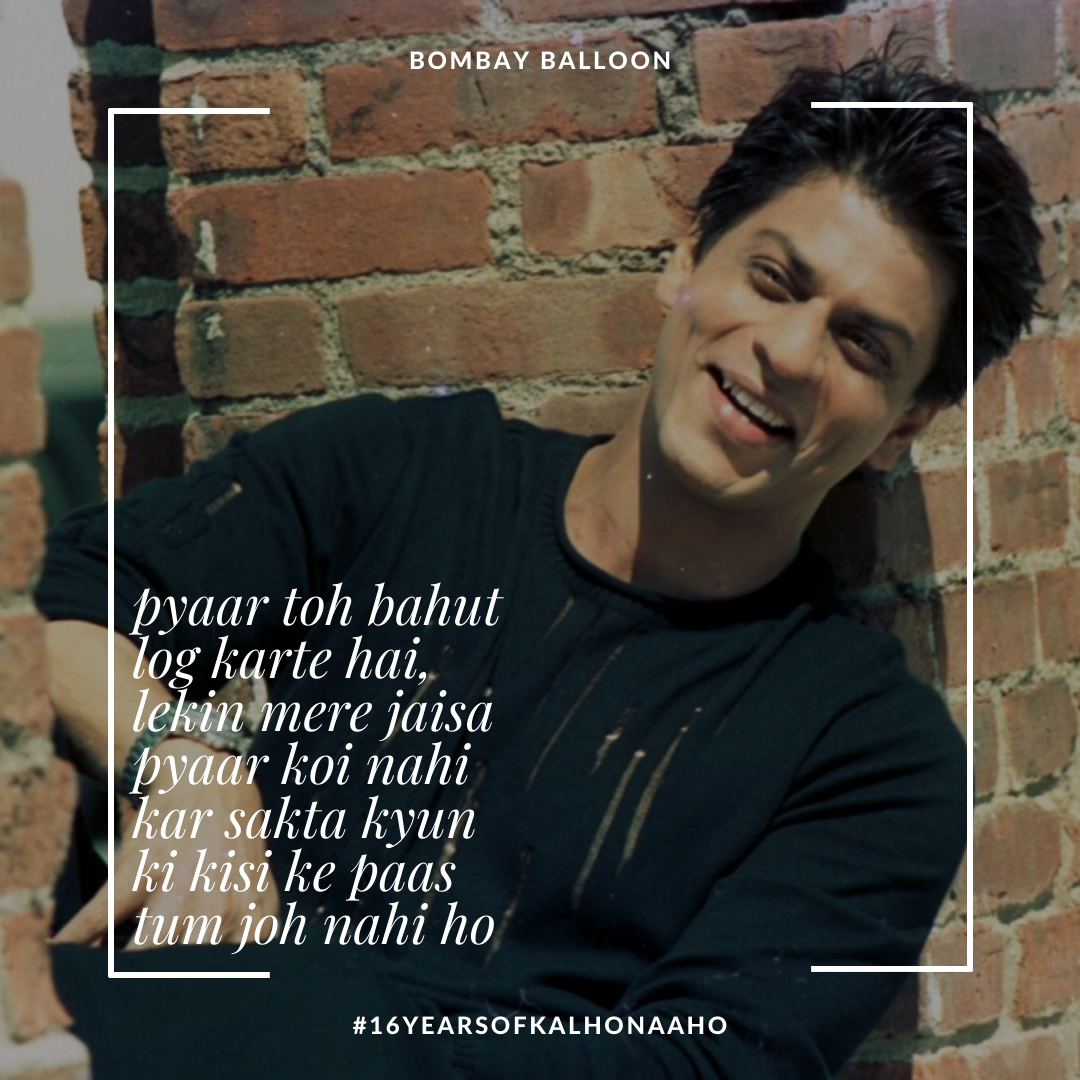 BOMBAY BALLOON
pyaar toh bahut
log karte hai,
lekin mere jaisa
pyaar koi nahi
kar sakta kyun
ki kisi ke paas
tum joh nahi ho
#16YEARSOFKALHONAAHO